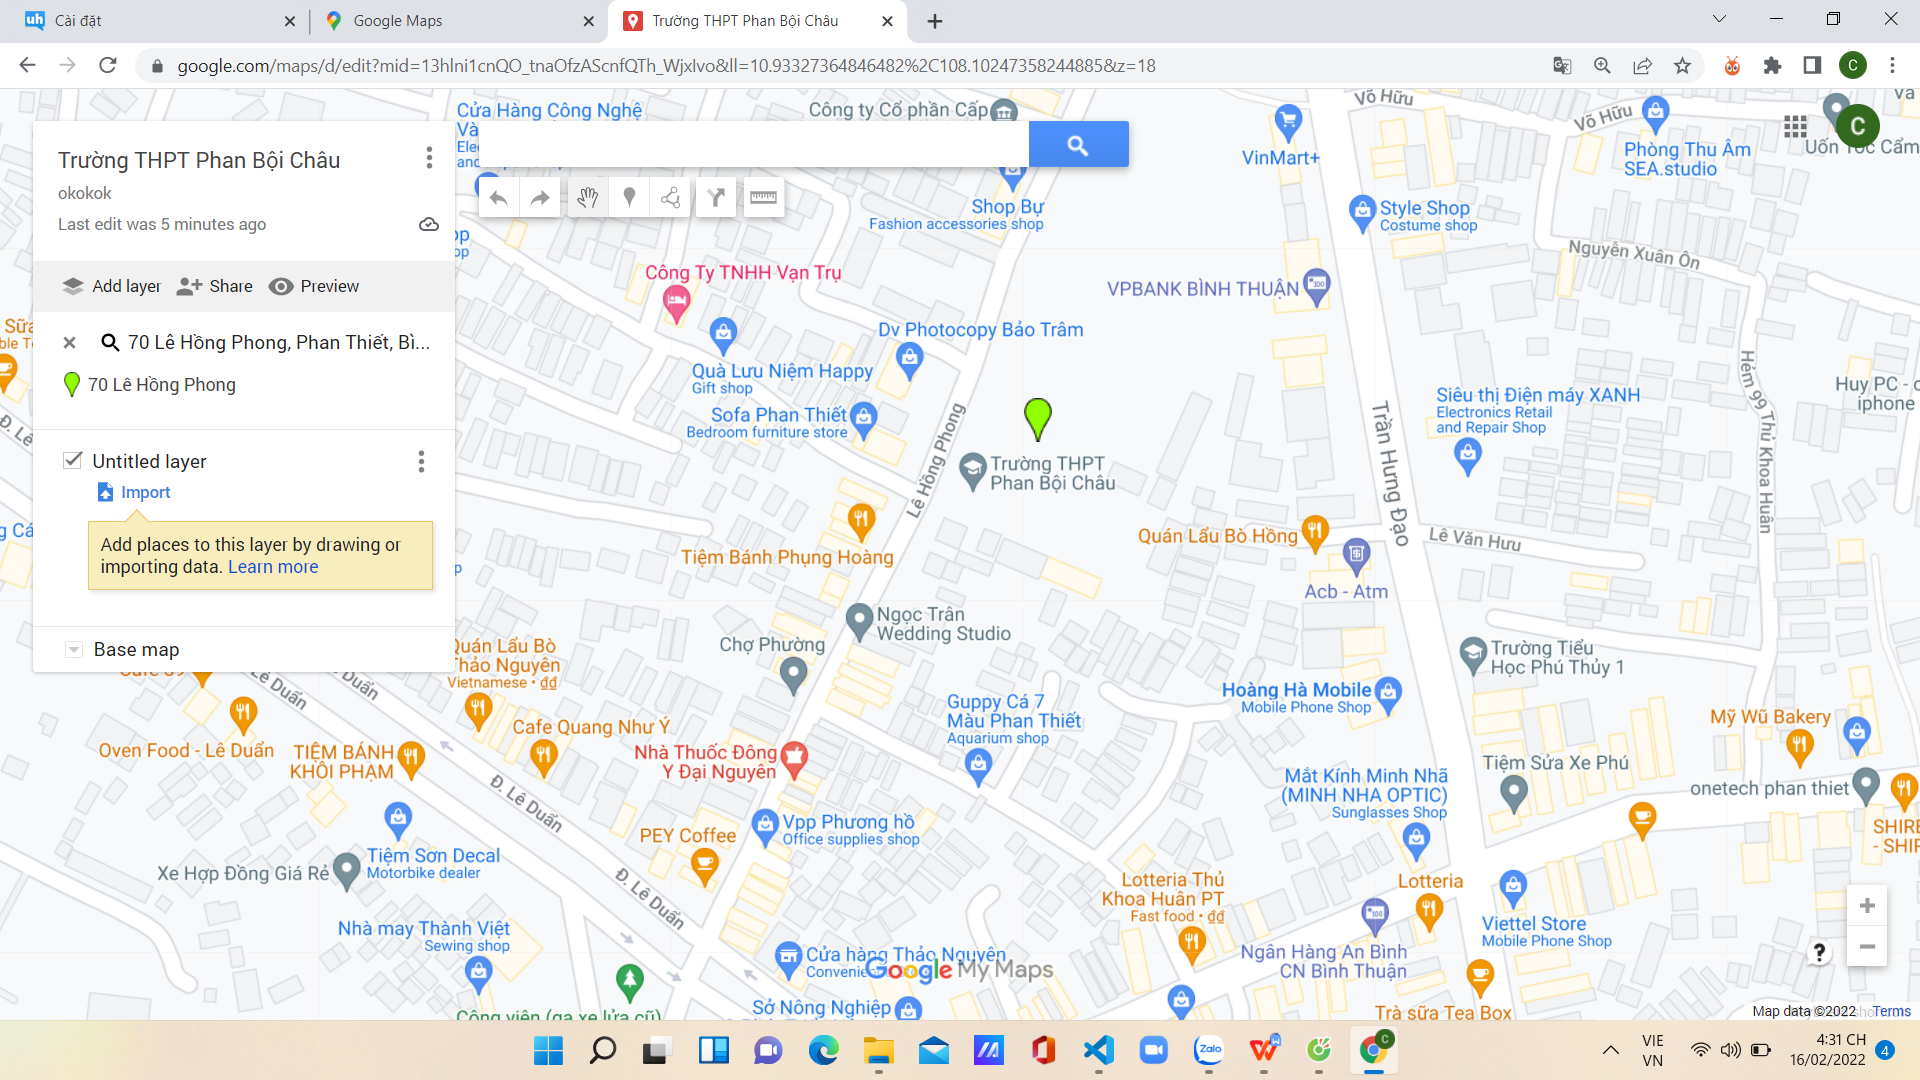 Cài đặt
Google Maps
Trường THPT Phan Bội Châu
google.com/maps/d/edit?mid=13hlni1cnQO_tnaOfzAScnfQTh_WjxIvo&ll=10.93327364846482%2C108.10247358244885&z=18
C
Trường THPT Phan Bội Châu
okokok
Last edit was 5 minutes ago
Add layer
Share
Preview
70 Lê Hồng Phong, Phan Thiết, Bì...
70 Lê Hồng Phong
Untitled layer
Import
Add places to this layer by drawing or
importing data. Learn more
Base map
Cửa Hàng Công Nghệ
Công ty Cổ phần Cấp
VinMart+
Võ Hữu
Võ Hữu
Phòng Thu Âm
SEA.studio
C
Uốn Tóc Cẩm
Shop Bự
Fashion accessories shop
Style Shop
Costume shop
Nguyễn Xuân Ôn
Công Ty TNHH Vạn Trụ
VPBANK BÌNH THUẬN
Dv Photocopy Bảo Trâm
Quà Lưu Niệm Happy
Gift shop
Sofa Phan Thiết
Bedroom furniture store
Lê Hồng Phong
Trường THPT
Phan Bội Châu
Trần Hưng Đạo
Siêu thị Điện máy XANH
Electronics Retail
and Repair Shop
Hẻm 99 Thủ Khoa Huân
Huy PC - c
iphone
Quán Lẩu Bò Hồng
Lê Văn Hưu
Acb - Atm
Tiệm Bánh Phụng Hoàng
Ngọc Trân
Wedding Studio
Chợ Phường
Trường Tiểu
Học Phú Thủy 1
Quán Lẩu Bò
Thảo Nguyên
Vietnamese • ₫₫
Hoàng Hà Mobile
Mobile Phone Shop
Guppy Cá 7
Màu Phan Thiết
Aquarium shop
Mỹ Wũ Bakery
Cafe Quang Như Ý
Oven Food - Lê Duẩn
TIỆM BÁNH
KHÔI PHẠM
Nhà Thuốc Đông
Y Đại Nguyên
Tiệm Sửa Xe Phú
Mắt Kính Minh Nhã
(MINH NHA OPTIC)
Sunglasses Shop
onetech phan thiet
Đ. Lê Duẩn
PEY Coffee
Vpp Phương hồ
Office supplies shop
SHIRE
- SHIP
Tiệm Sơn Decal
Motorbike dealer
Xe Hợp Đồng Giá Rẻ
Đ. Lê Duẩn
Lotteria Thủ
Khoa Huân PT
Fast food • ₫₫
Lotteria
Viettel Store
Mobile Phone Shop
Nhà may Thành Việt
Sewing shop
Cửa hàng Thảo Nguyên
Google My Maps
Ngân Hàng An Bình
CN Bình Thuận
Sở Nông Nghiệp
Trà sữa Tea Box
Công viên (ga xe lửa cũ)
Map data ©2022
Terms
Zalo
VIE
VN
4:31 CH
16/02/2022
4